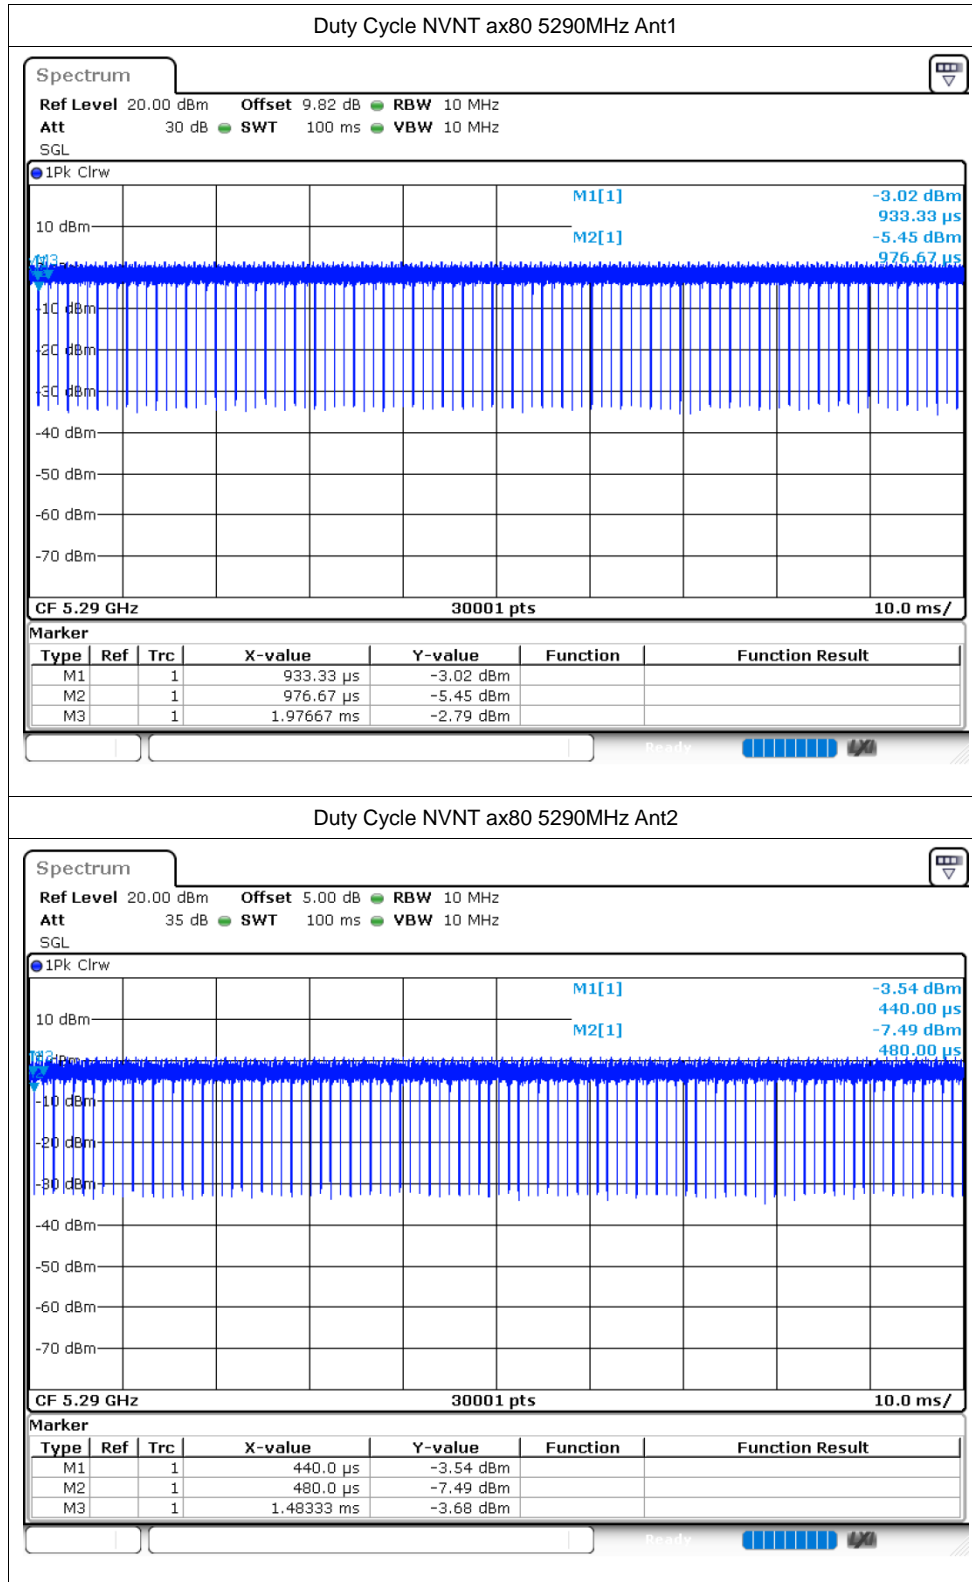 Duty Cycle NVNT ax80 5290MHz Ant1
Spectrum
Ref Level 20.00 dBm Offset 9.82 dB RBW 10 MHz
Att 30 dB SWT 100 ms VBW 10 MHz
SGL
1Pk Clrw
M1[1] -3.02 dBm
933.33 µs
10 dBm
M2[1] -5.45 dBm
976.67 µs
-10 dBm
-20 dBm
-30 dBm
-40 dBm
-50 dBm
-60 dBm
-70 dBm
CF 5.29 GHz 30001 pts 10.0 ms/
Marker
Type Ref Trc X-value Y-value Function Function Result
M1 1 933.33 µs -3.02 dBm
M2 1 976.67 µs -5.45 dBm
M3 1 1.97667 ms -2.79 dBm
Ready LXI
Duty Cycle NVNT ax80 5290MHz Ant2
Spectrum
Ref Level 20.00 dBm Offset 5.00 dB RBW 10 MHz
Att 35 dB SWT 100 ms VBW 10 MHz
SGL
1Pk Clrw
M1[1] -3.54 dBm
440.00 µs
10 dBm
M2[1] -7.49 dBm
480.00 µs
-10 dBm
-20 dBm
-30 dBm
-40 dBm
-50 dBm
-60 dBm
-70 dBm
CF 5.29 GHz 30001 pts 10.0 ms/
Marker
Type Ref Trc X-value Y-value Function Function Result
M1 1 440.0 µs -3.54 dBm
M2 1 480.0 µs -7.49 dBm
M3 1 1.48333 ms -3.68 dBm
Ready LXI